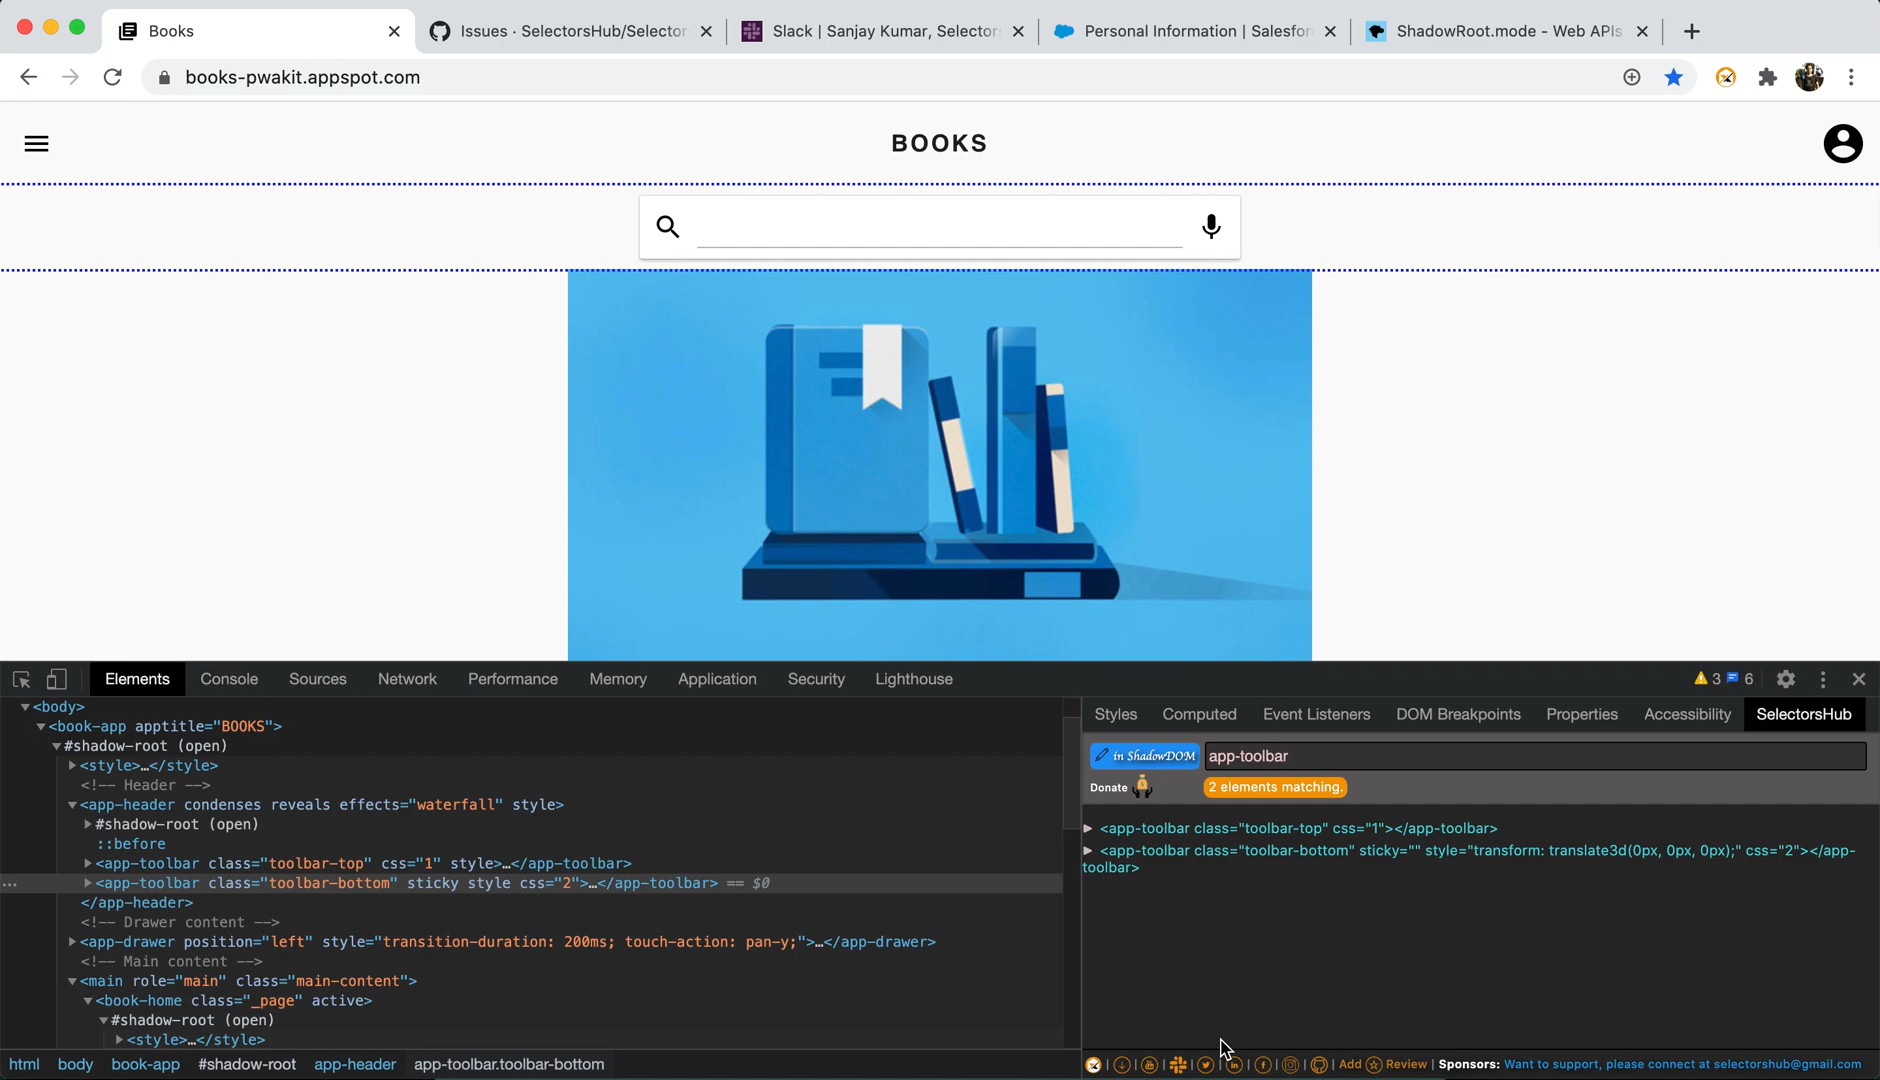 Books
Issues · SelectorsHub/Selector
Slack | Sanjay Kumar, Selectors
Personal Information | Salesfor
ShadowRoot.mode - Web APIs
books-pwakit.appspot.com
BOOKS
Elements Console Sources Network Performance Memory Application Security Lighthouse 3 6
<body>
<book-app apptitle="BOOKS">
#shadow-root (open)
<style>…</style>
<!-- Header -->
<app-header condenses reveals effects="waterfall" style>
#shadow-root (open)
::before
<app-toolbar class="toolbar-top" css="1" style>…</app-toolbar>
<app-toolbar class="toolbar-bottom" sticky style css="2">…</app-toolbar> == $0
</app-header>
<!-- Drawer content -->
<app-drawer position="left" style="transition-duration: 200ms; touch-action: pan-y;">…</app-drawer>
<!-- Main content -->
<main role="main" class="main-content">
<book-home class="_page" active>
#shadow-root (open)
<style>…</style>
html body book-app #shadow-root app-header app-toolbar.toolbar-bottom
Styles Computed Event Listeners DOM Breakpoints Properties Accessibility SelectorsHub
in ShadowDOM app-toolbar
Donate 2 elements matching.
<app-toolbar class="toolbar-top" css="1"></app-toolbar>
<app-toolbar class="toolbar-bottom" sticky="" style="transform: translate3d(0px, 0px, 0px);" css="2"></app-
toolbar>
Add Review | Sponsors: Want to support, please connect at selectorshub@gmail.com